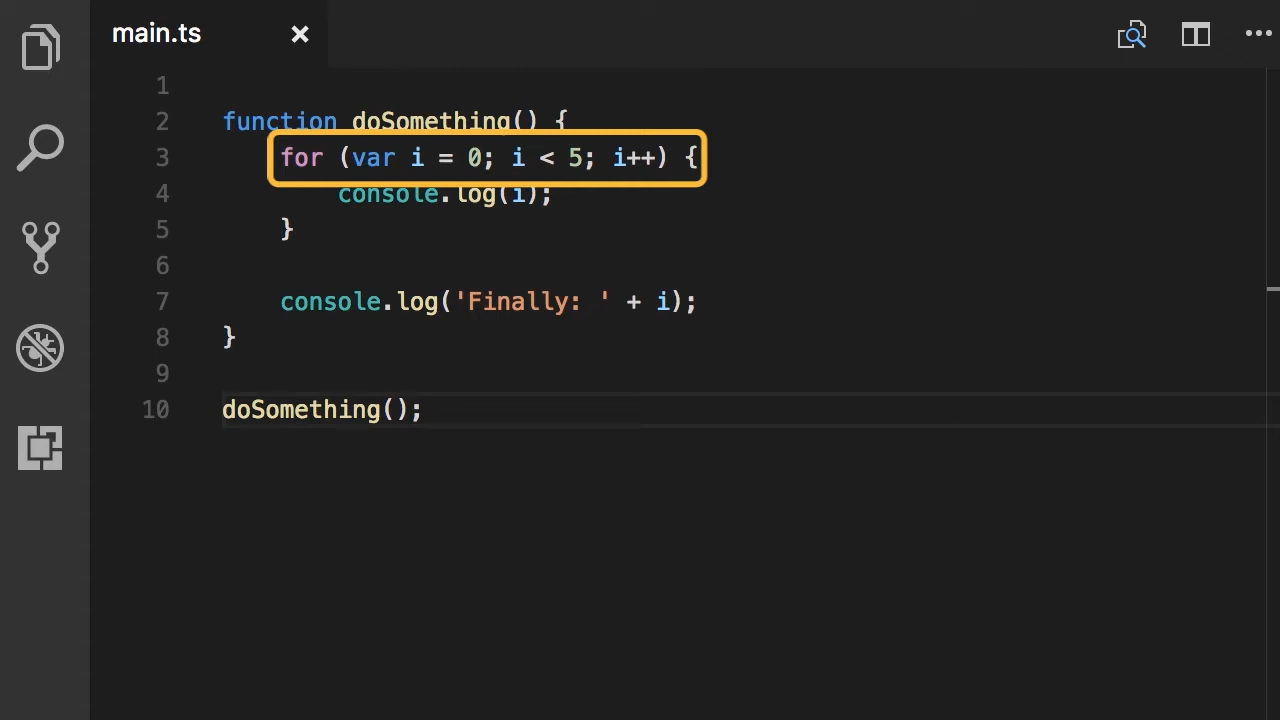 main.ts
1
2 function doSomething() {
3 for (var i = 0; i < 5; i++) {
4 console.log(i);
5 }
6
7 console.log('Finally: ' + i);
8 }
9
10 doSomething();